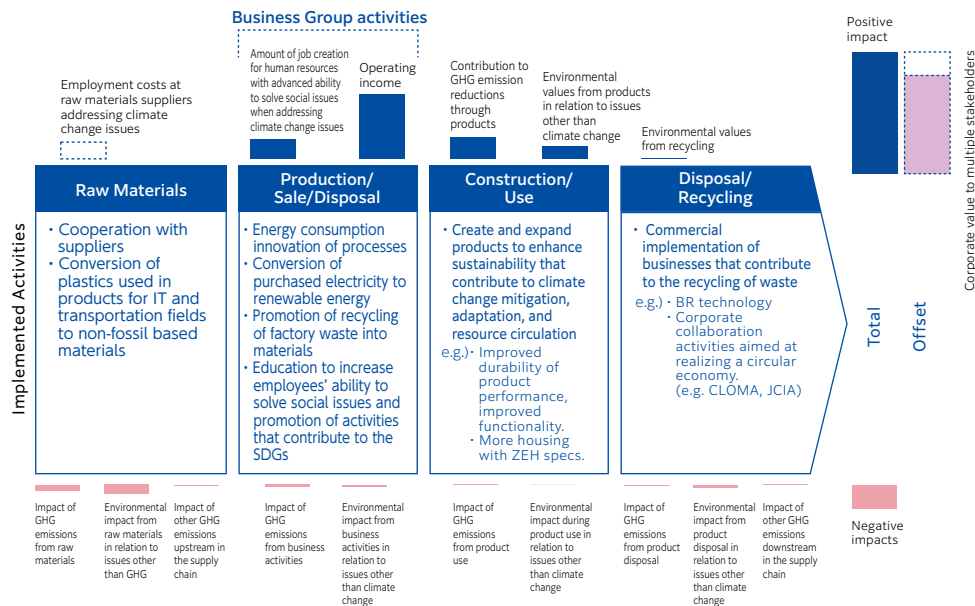 Business Group activities
Employment costs at
raw materials suppliers
addressing climate
change issues
Amount of job creation
for human resources
with advanced ability
to solve social issues
when addressing
climate change issues
Operating
income
Contribution to
GHG emission
reductions
through
products
Environmental
values from products
in relation to issues
other than
climate change
Environmental values
from recycling
Positive
impact
Corporate value to multiple stakeholders
Implemented Activities
Raw Materials
・Cooperation with
suppliers
・Conversion of
plastics used in
products for IT and
transportation fields
to non-fossil based
materials
Production/
Sale/Disposal
・Energy consumption
innovation of processes
・Conversion of
purchased electricity to
renewable energy
・Promotion of recycling
of factory waste into
materials
・Education to increase
employees' ability to
solve social issues and
promotion of activities
that contribute to the
SDGs
Construction/
Use
・Create and expand
products to enhance
sustainability that
contribute to climate
change mitigation,
adaptation, and
resource circulation
e.g.)・Improved
durability of
product
performance,
improved
functionality.
・More housing
with ZEH specs.
Disposal/
Recycling
・Commercial
implementation of
businesses that contribute
to the recycling of waste
e.g.)・BR technology
・Corporate
collaboration
activities aimed at
realizing a circular
economy.
(e.g. CLOMA, JCIA)
Total
Offset
Impact of
GHG
emissions
from raw
materials
Environmental
impact from
raw materials
in relation to
issues other
than GHG
Impact of
other GHG
emissions
upstream in
the supply
chain
Impact of
GHG
emissions
from business
activities
Environmental
impact from
business
activities in
relation to
issues other
than climate
change
Impact of
GHG
emissions
from product
use
Environmental
impact during
product use in
relation to
issues other
than climate
change
Impact of
GHG
emissions
from product
disposal
Environmental
impact from
product
disposal in
relation to
issues other
than climate
change
Impact of
other GHG
emissions
downstream
in the supply
chain
Negative
impacts